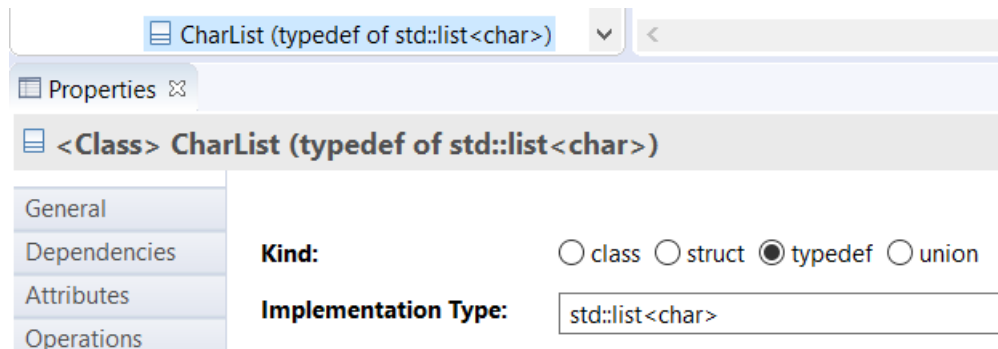 CharList (typedef of std::list<char>)
Properties
<Class> CharList (typedef of std::list<char>)
General
Dependencies
Kind:
class
struct
typedef
union
Attributes
Implementation Type:
std::list<char>
Operations